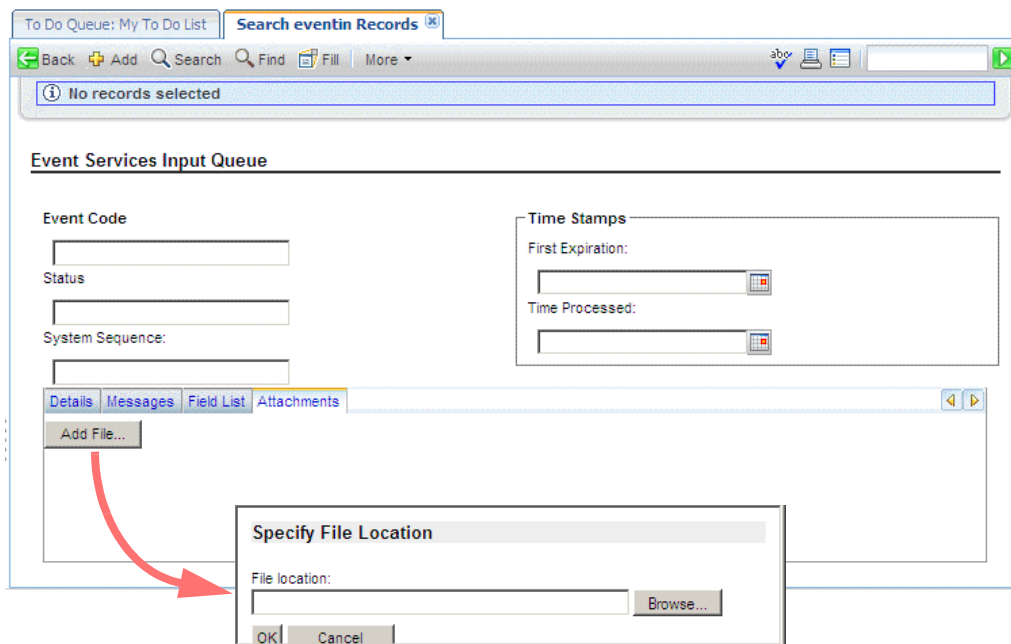 To Do Queue: My To Do List Search eventin Records
Back Add Search Find Fill More abc
No records selected
Event Services Input Queue
Event Code Time Stamps
First Expiration:
Status Time Processed:
System Sequence:
Details Messages Field List Attachments
Add File...
Specify File Location
File location:
Browse...
OK Cancel